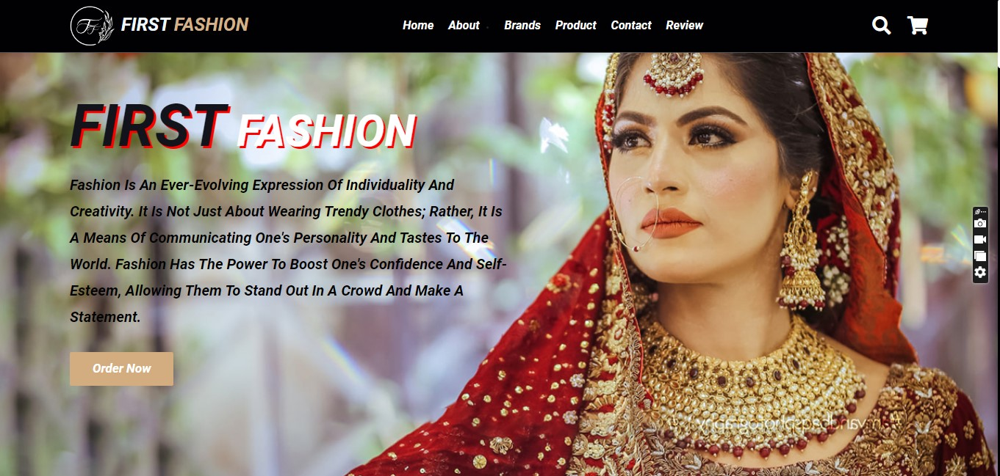 FIRST FASHION
Home About Brands Product Contact Review
FIRST FASHION
Fashion Is An Ever-Evolving Expression Of Individuality And
Creativity. It Is Not Just About Wearing Trendy Clothes; Rather, It Is
A Means Of Communicating One's Personality And Tastes To The
World. Fashion Has The Power To Boost One's Confidence And Self-
Esteem, Allowing Them To Stand Out In A Crowd And Make A
Statement.
Order Now